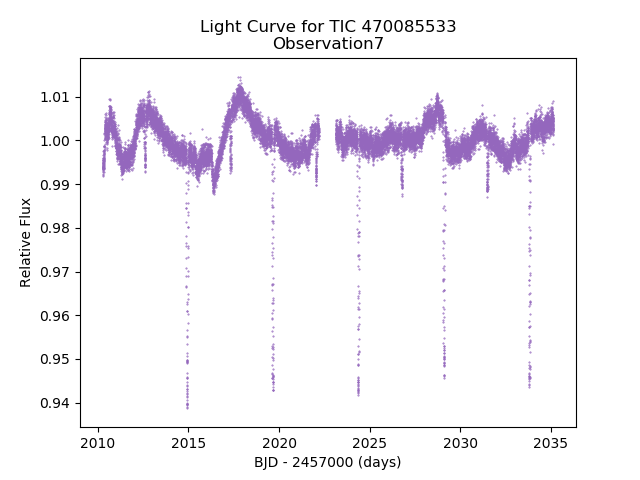 Light Curve for TIC 470085533
Observation7
1.01
1.00
0.99
0.98
0.97
0.96
0.95
0.94
Relative Flux
2010 2015 2020 2025 2030 2035
BJD - 2457000 (days)